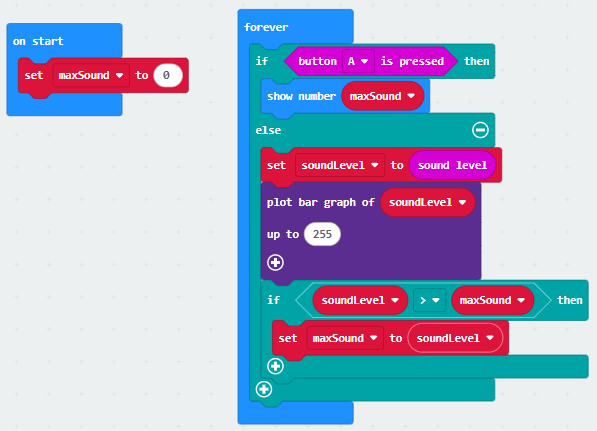 on start
set maxSound to 0
forever
if button A is pressed then
show number maxSound
else
set soundLevel to sound level
plot bar graph of soundLevel
up to 255
if soundLevel > maxSound then
set maxSound to soundLevel